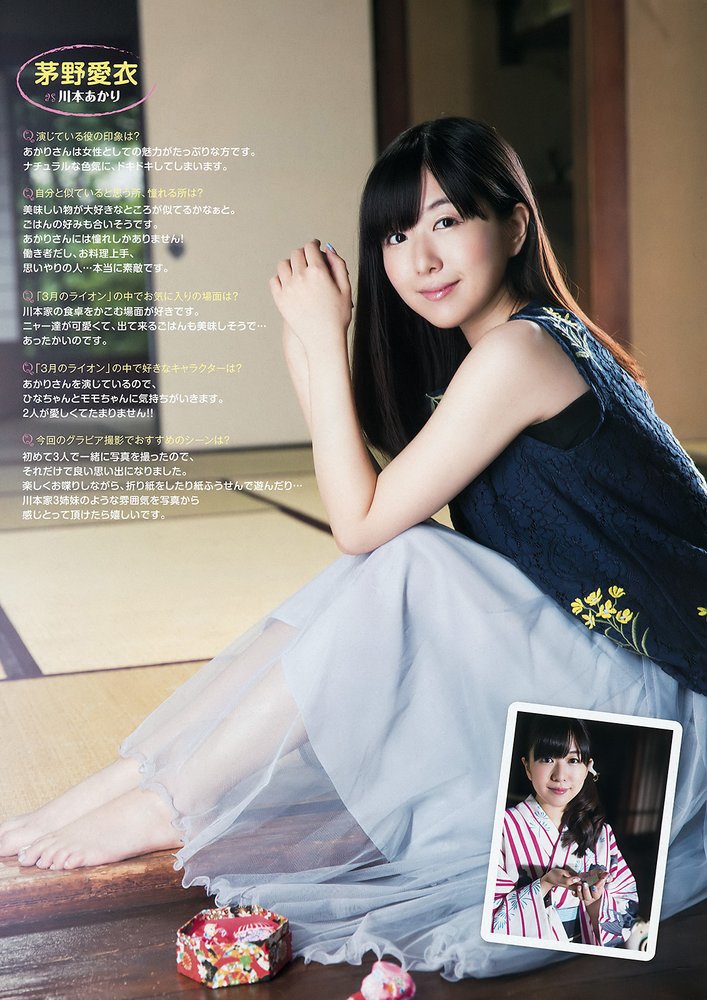 茅野愛衣
as 川本あかり
Q 演じている役の印象は?
あかりさんは女性としての魅力がたっぷりな方です。
ナチュラルな色気に、ドキドキしてしまいます。
Q 自分と似ていると思う所、憧れる所は?
美味しい物が大好きなところが似てるかなぁと。
ごはんの好みも合いそうです。
あかりさんには憧れしかありません!
働き者だし、お料理上手、
思いやりの人…本当に素敵です。
Q 「3月のライオン」の中でお気に入りの場面は?
川本家の食卓をかこむ場面が好きです。
ニャー達が可愛くて、出て来るごはんも美味しそうで…
あったかいのです。
Q 「3月のライオン」の中で好きなキャラクターは?
あかりさんを演じているので、
ひなちゃんとモモちゃんに気持ちがいきます。
2人が愛しくてたまりません!!
Q 今回のグラビア撮影でおすすめのシーンは?
初めて3人で一緒に写真を撮ったので、
それだけで良い思い出になりました。
楽しくお喋りしながら、折り紙をしたり紙ふうせんで遊んだり…
川本家3姉妹のような雰囲気を写真から
感じとって頂けたら嬉しいです。